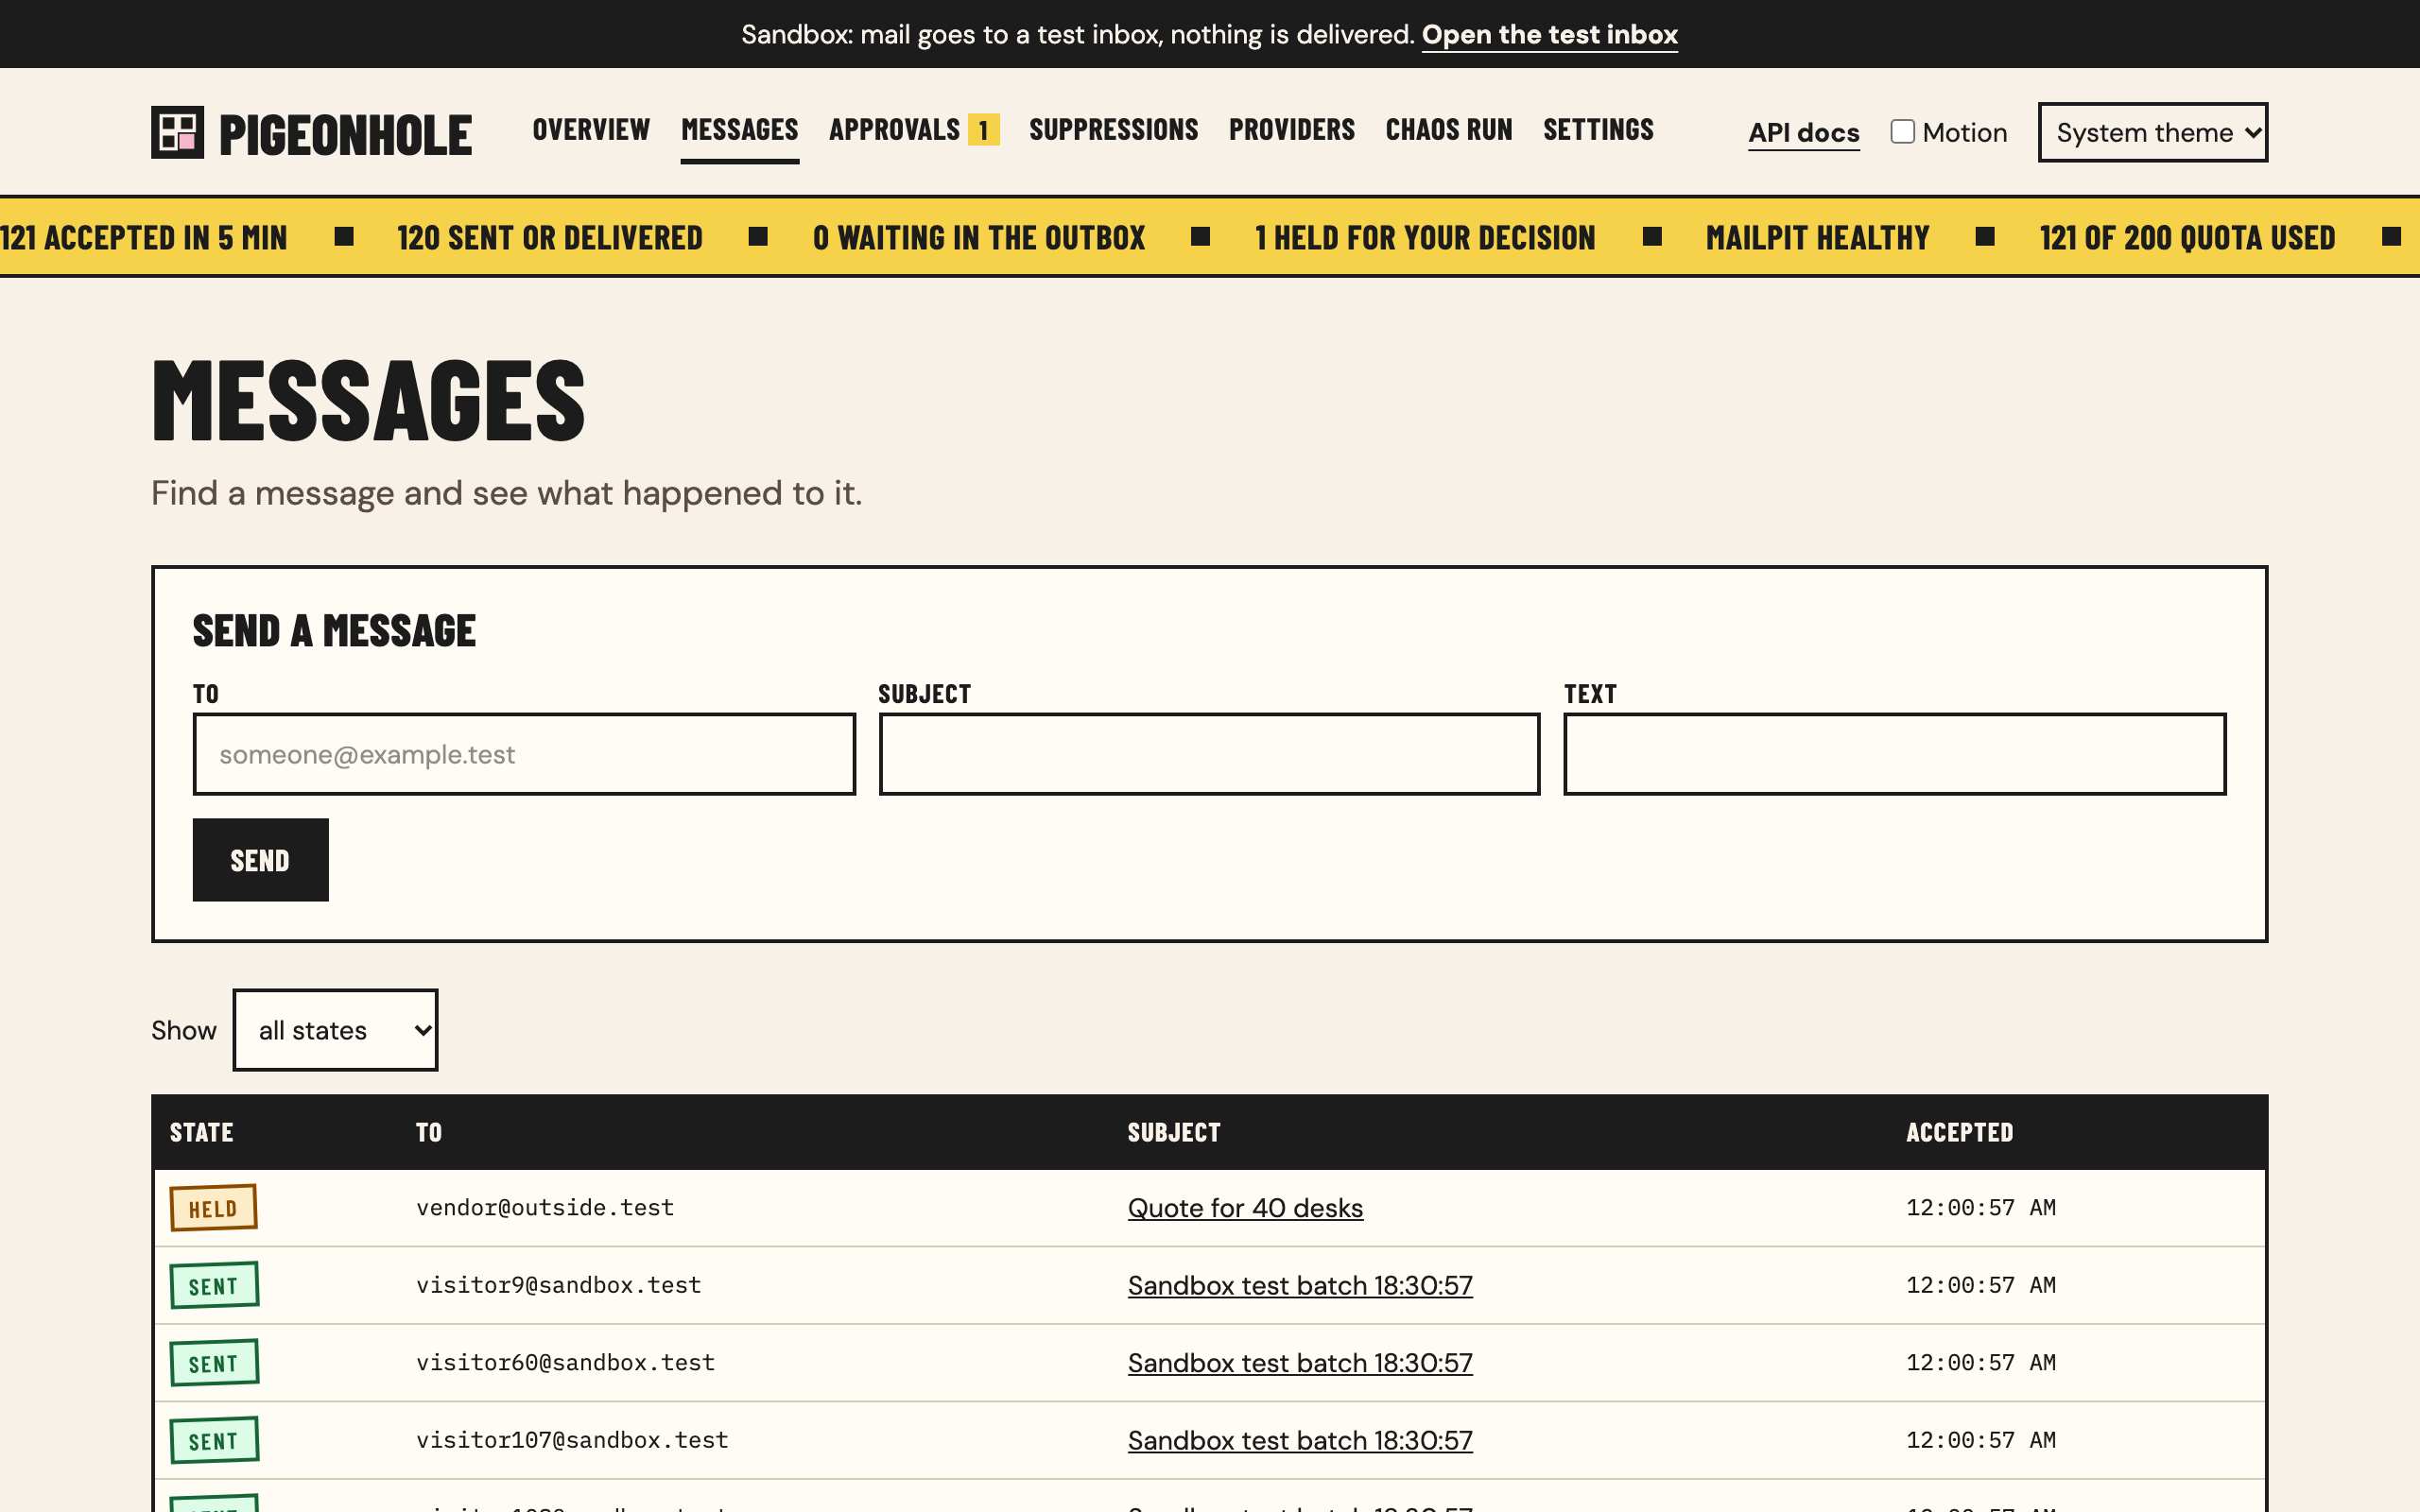 Sandbox: mail goes to a test inbox, nothing is delivered. Open the test inbox
PIGEONHOLE OVERVIEW MESSAGES APPROVALS 1 SUPPRESSIONS PROVIDERS CHAOS RUN SETTINGS API docs Motion System theme
121 ACCEPTED IN 5 MIN 120 SENT OR DELIVERED 0 WAITING IN THE OUTBOX 1 HELD FOR YOUR DECISION MAILPIT HEALTHY 121 OF 200 QUOTA USED
MESSAGES
Find a message and see what happened to it.
SEND A MESSAGE
TO SUBJECT TEXT
someone@example.test
SEND
Show all states
STATE TO SUBJECT ACCEPTED
HELD vendor@outside.test Quote for 40 desks 12:00:57 AM
SENT visitor9@sandbox.test Sandbox test batch 18:30:57 12:00:57 AM
SENT visitor60@sandbox.test Sandbox test batch 18:30:57 12:00:57 AM
SENT visitor107@sandbox.test Sandbox test batch 18:30:57 12:00:57 AM